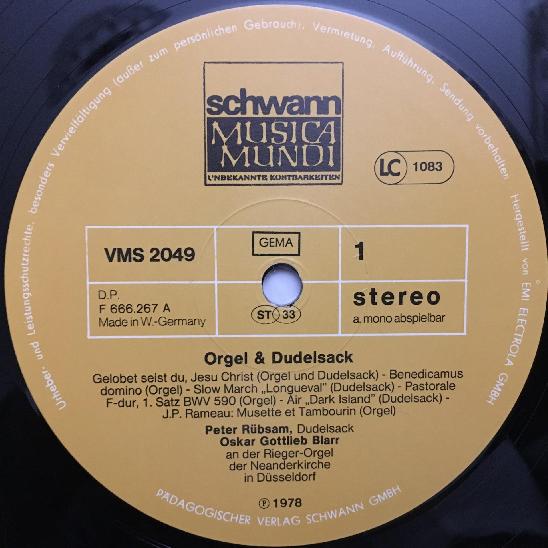 Urheber- und Leistungsschutzrechte, besonders Vervielfältigung (außer zum persönlichen Gebrauch), Vermietung, Aufführung, Sendung vorbehalten. Hergestellt von EMI ELECTROLA GMBH
schwann
MUSICA
MUNDI
UNBEKANNTE KOSTBARKEITEN
LC 1083
VMS 2049
GEMA
1
D.P.
F 666.267 A
Made in W.-Germany
ST 33
stereo
a. mono abspielbar
Orgel & Dudelsack
Gelobet seist du, Jesu Christ (Orgel und Dudelsack) - Benedicamus
domino (Orgel) - Slow March „Longueval" (Dudelsack) - Pastorale
F-dur, 1. Satz BWV 590 (Orgel) - Air „Dark Island" (Dudelsack) -
J.P. Rameau: Musette et Tambourin (Orgel)
Peter Rübsam, Dudelsack
Oskar Gottlieb Blarr
an der Rieger-Orgel
der Neanderkirche
in Düsseldorf
℗ 1978
PÄDAGOGISCHER VERLAG SCHWANN GMBH